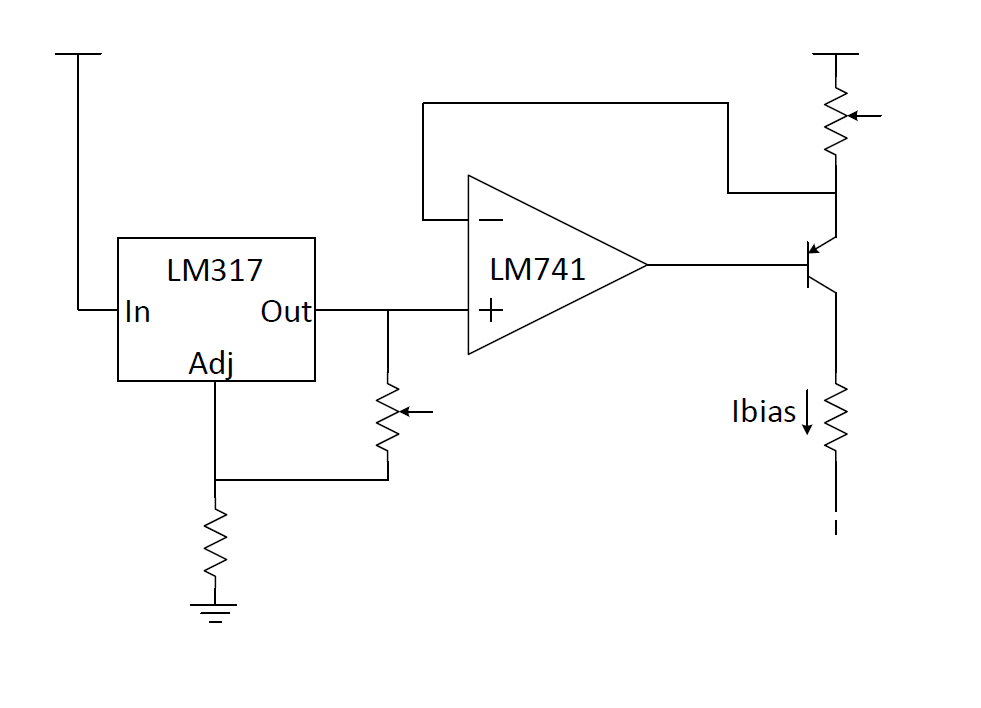 LM317
In
Out
Adj
LM741
Ibias